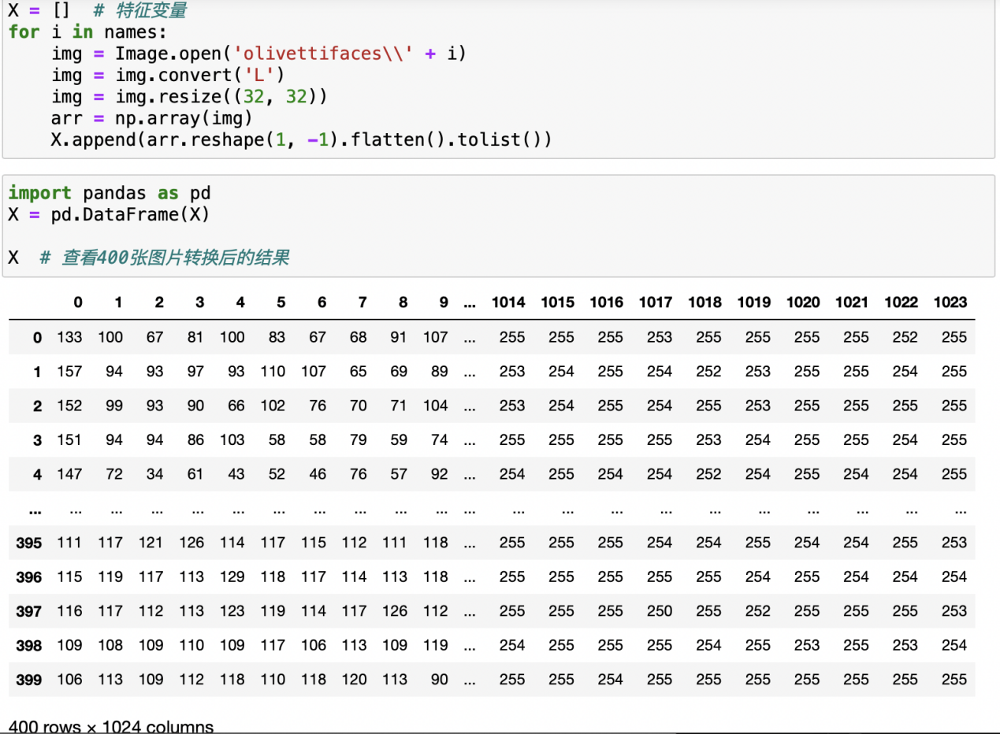 X = []  # 特征变量
for i in names:
    img = Image.open('olivettifaces\\' + i)
    img = img.convert('L')
    img = img.resize((32, 32))
    arr = np.array(img)
    X.append(arr.reshape(1, -1).flatten().tolist())
import pandas as pd
X = pd.DataFrame(X)
X  # 查看400张图片转换后的结果
0 1 2 3 4 5 6 7 8 9 ... 1014 1015 1016 1017 1018 1019 1020 1021 1022 1023
0 133 100 67 81 100 83 67 68 91 107 ... 255 255 255 253 255 255 255 255 252 255
1 157 94 93 97 93 110 107 65 69 89 ... 253 254 255 254 252 253 255 255 254 255
2 152 99 93 90 66 102 76 70 71 104 ... 253 254 255 254 255 253 255 255 255 255
3 151 94 94 86 103 58 58 79 59 74 ... 255 255 255 255 253 254 255 255 254 255
4 147 72 34 61 43 52 46 76 57 92 ... 254 255 254 254 252 254 255 254 254 255
... ... ... ... ... ... ... ... ... ... ... ... ... ... ... ... ... ... ... ... ... ...
395 111 117 121 126 114 117 115 112 111 118 ... 255 255 255 254 254 255 254 254 255 253
396 115 119 117 113 129 118 117 114 113 118 ... 255 255 255 255 255 254 255 254 254 254
397 116 117 112 113 123 119 114 117 126 112 ... 255 255 255 250 255 252 255 255 255 253
398 109 108 109 110 109 117 106 113 109 119 ... 254 255 255 255 254 255 253 255 253 254
399 106 113 109 112 118 110 118 120 113 90 ... 255 255 254 255 255 255 255 255 255 255
400 rows × 1024 columns